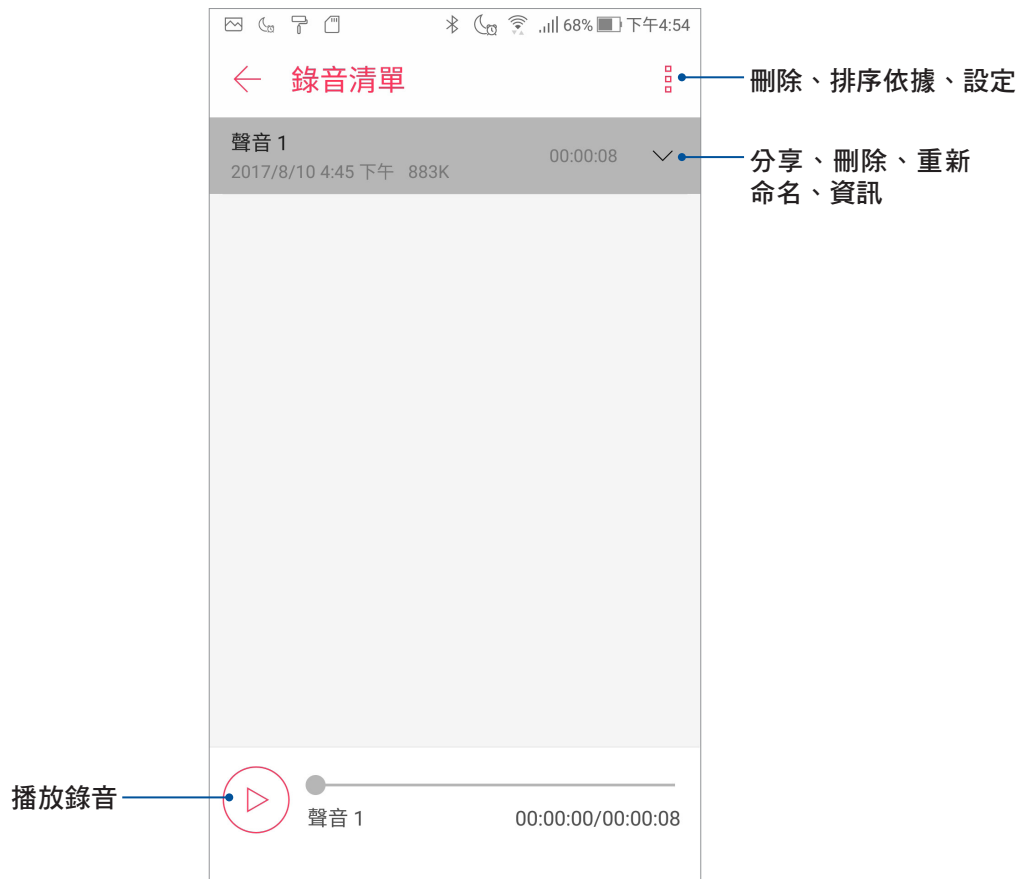 68% 下午4:54
錄音清單
刪除、排序依據、設定
聲音 1
00:00:08
2017/8/10 4:45 下午 883K
分享、刪除、重新
命名、資訊
播放錄音
聲音 1
00:00:00/00:00:08